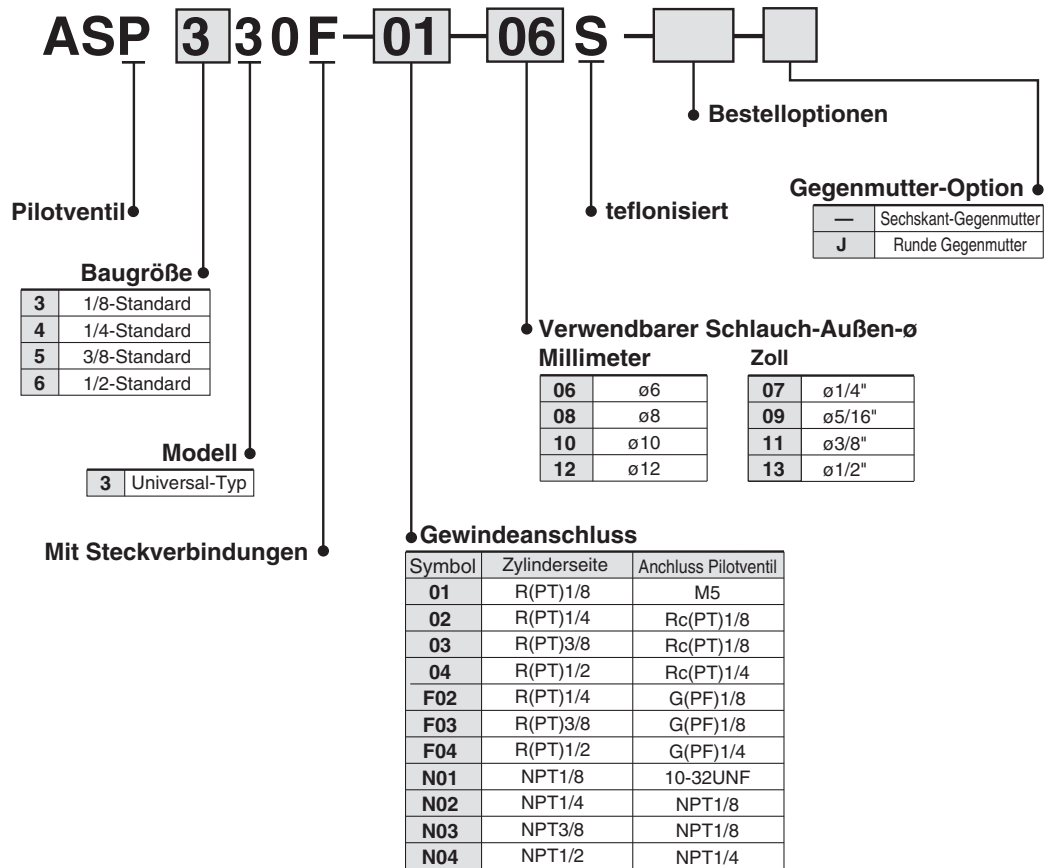 ASP 3 3 0 F-01-06 S -
Bestelloptionen
Gegenmutter-Option
— Sechskant-Gegenmutter
J Runde Gegenmutter
Pilotventil
teflonisiert
Baugröße
3 1/8-Standard
4 1/4-Standard
5 3/8-Standard
6 1/2-Standard
Verwendbarer Schlauch-Außen-ø
Millimeter
06 ø6
08 ø8
10 ø10
12 ø12
Zoll
07 ø1/4"
09 ø5/16"
11 ø3/8"
13 ø1/2"
Modell
3 Universal-Typ
Mit Steckverbindungen
Gewindeanschluss
Symbol Zylinderseite Anchluss Pilotventil
01 R(PT)1/8 M5
02 R(PT)1/4 Rc(PT)1/8
03 R(PT)3/8 Rc(PT)1/8
04 R(PT)1/2 Rc(PT)1/4
F02 R(PT)1/4 G(PF)1/8
F03 R(PT)3/8 G(PF)1/8
F04 R(PT)1/2 G(PF)1/4
N01 NPT1/8 10-32UNF
N02 NPT1/4 NPT1/8
N03 NPT3/8 NPT1/8
N04 NPT1/2 NPT1/4